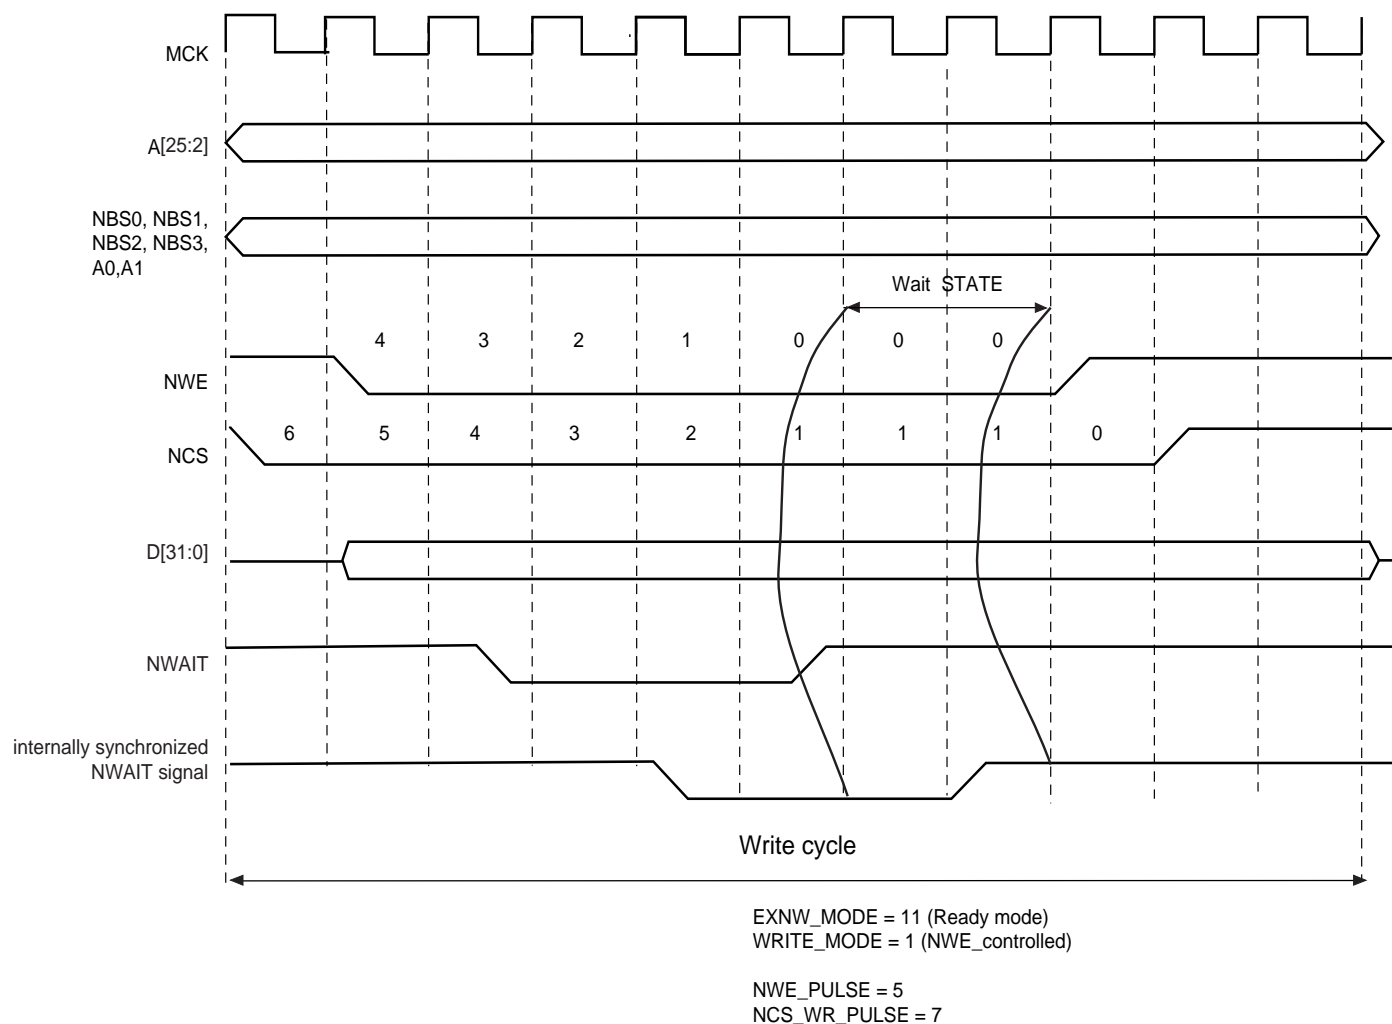 MCK
A[25:2]
NBS0, NBS1,
NBS2, NBS3,
A0,A1
Wait STATE
4 3 2 1 0 0 0
NWE
6 5 4 3 2 1 1 1 0
NCS
D[31:0]
NWAIT
internally synchronized
NWAIT signal
Write cycle
EXNW_MODE = 11 (Ready mode)
WRITE_MODE = 1 (NWE_controlled)
NWE_PULSE = 5
NCS_WR_PULSE = 7